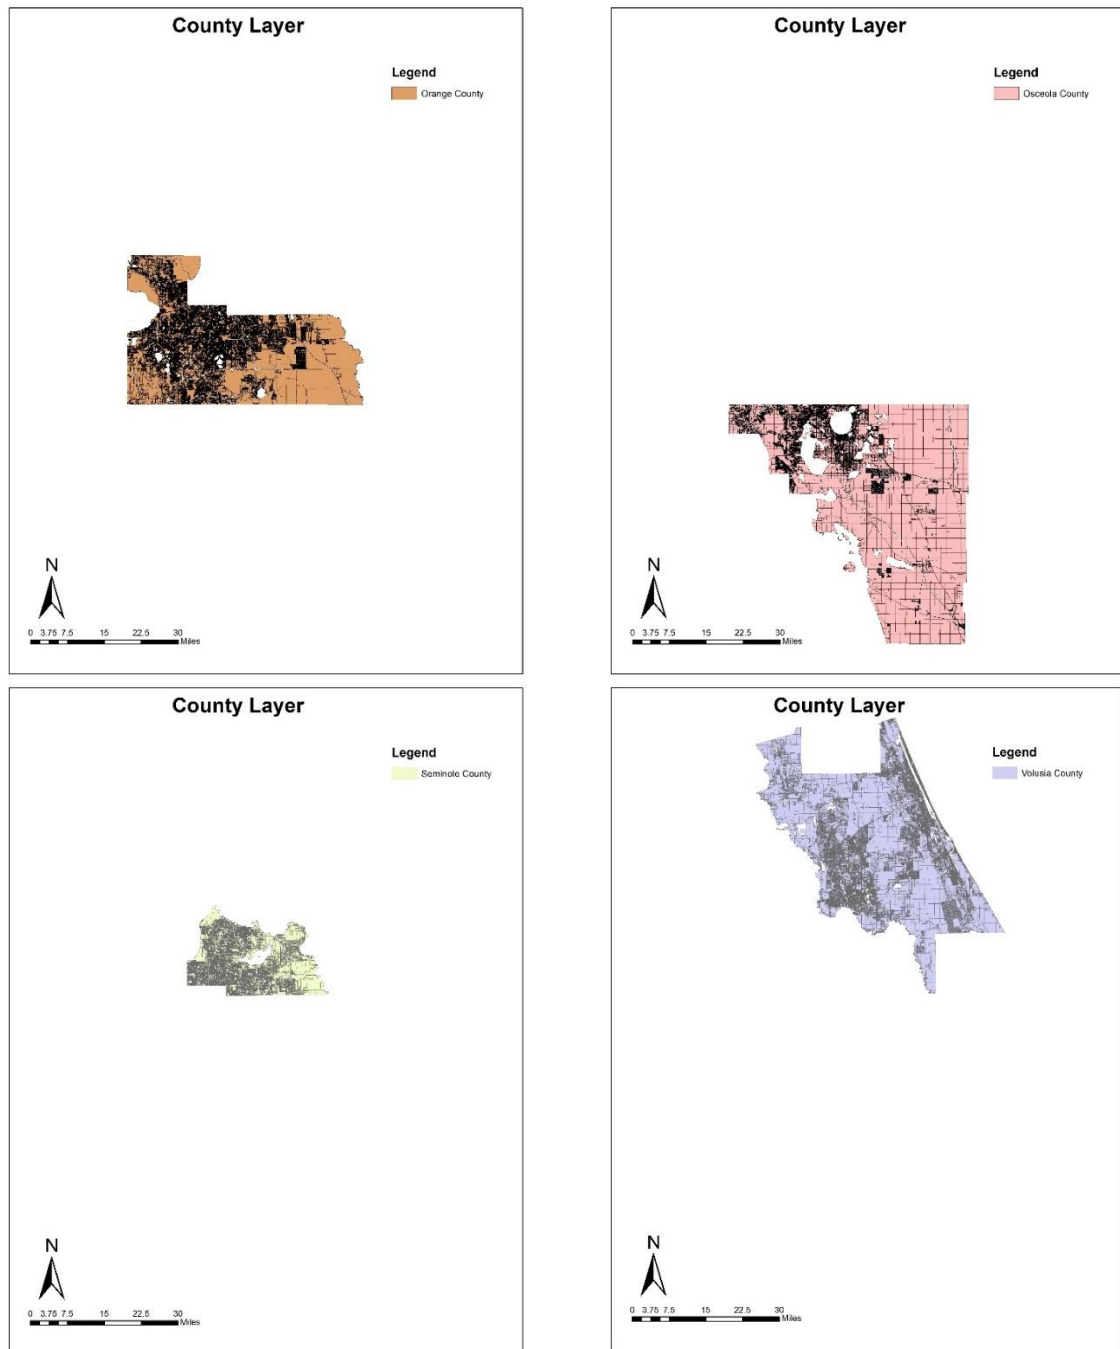 County Layer
Legend
Orange County
N
0 3.75 7.5 15 22.5 30
Miles
County Layer
Legend
Osceola County
N
0 3.75 7.5 15 22.5 30
Miles
County Layer
Legend
Seminole County
N
0 3.75 7.5 15 22.5 30
Miles
County Layer
Legend
Volusia County
N
0 3.75 7.5 15 22.5 30
Miles